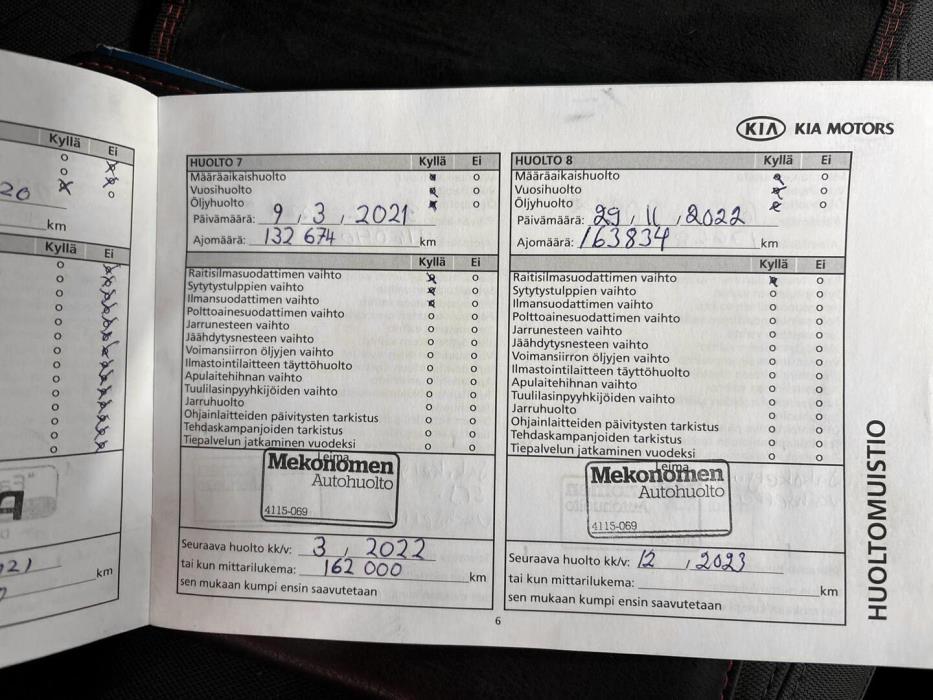 Kyllä Ei
20
km
Kyllä Ei
021
km
KIA KIA MOTORS
HUOLTO 7 Kyllä Ei
Määräaikaishuolto
Vuosihuolto
Öljyhuolto
Päivämäärä: 9, 3, 2021
Ajomäärä: 132 674 km
Kyllä Ei
Raitisilmasuodattimen vaihto
Sytytystulppien vaihto
Ilmansuodattimen vaihto
Polttoainesuodattimen vaihto
Jarrunesteen vaihto
Jäähdytysnesteen vaihto
Voimansiirron öljyjen vaihto
Ilmastointilaitteen täyttöhuolto
Apulaitehihnan vaihto
Tuulilasinpyyhkijöiden vaihto
Jarruhuolto
Ohjainlaitteiden päivitysten tarkistus
Tehdaskampanjoiden tarkistus
Tiepalvelun jatkaminen vuodeksi
Leima
Mekonomen
Autohuolto
4115-069
Seuraava huolto kk/v: 3, 2022
tai kun mittarilukema: 162 000 km
sen mukaan kumpi ensin saavutetaan
HUOLTO 8 Kyllä Ei
Määräaikaishuolto
Vuosihuolto
Öljyhuolto
Päivämäärä: 29, 11, 2022
Ajomäärä: 163834 km
Kyllä Ei
Raitisilmasuodattimen vaihto
Sytytystulppien vaihto
Ilmansuodattimen vaihto
Polttoainesuodattimen vaihto
Jarrunesteen vaihto
Jäähdytysnesteen vaihto
Voimansiirron öljyjen vaihto
Ilmastointilaitteen täyttöhuolto
Apulaitehihnan vaihto
Tuulilasinpyyhkijöiden vaihto
Jarruhuolto
Ohjainlaitteiden päivitysten tarkistus
Tehdaskampanjoiden tarkistus
Tiepalvelun jatkaminen vuodeksi
Leima
Mekonomen
Autohuolto
4115-069
Seuraava huolto kk/v: 12, 2023
tai kun mittarilukema: km
sen mukaan kumpi ensin saavutetaan
6
HUOLTOMUISTIO